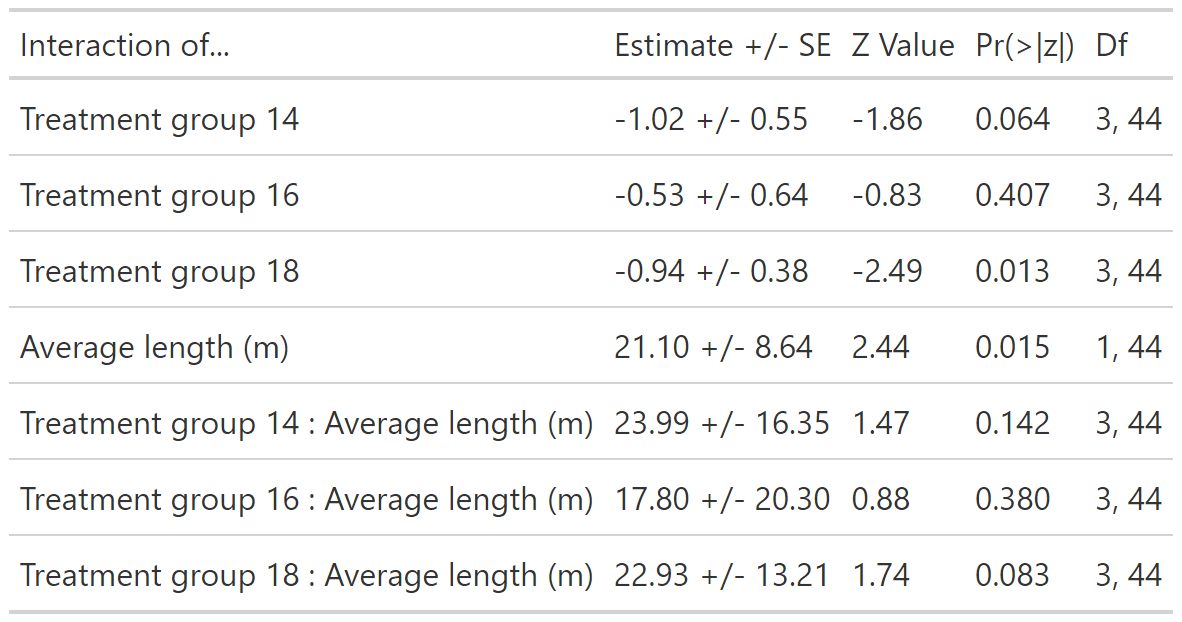 Interaction of... Estimate +/- SE Z Value Pr(>|z|) Df
Treatment group 14 -1.02 +/- 0.55 -1.86 0.064 3, 44
Treatment group 16 -0.53 +/- 0.64 -0.83 0.407 3, 44
Treatment group 18 -0.94 +/- 0.38 -2.49 0.013 3, 44
Average length (m) 21.10 +/- 8.64 2.44 0.015 1, 44
Treatment group 14 : Average length (m) 23.99 +/- 16.35 1.47 0.142 3, 44
Treatment group 16 : Average length (m) 17.80 +/- 20.30 0.88 0.380 3, 44
Treatment group 18 : Average length (m) 22.93 +/- 13.21 1.74 0.083 3, 44